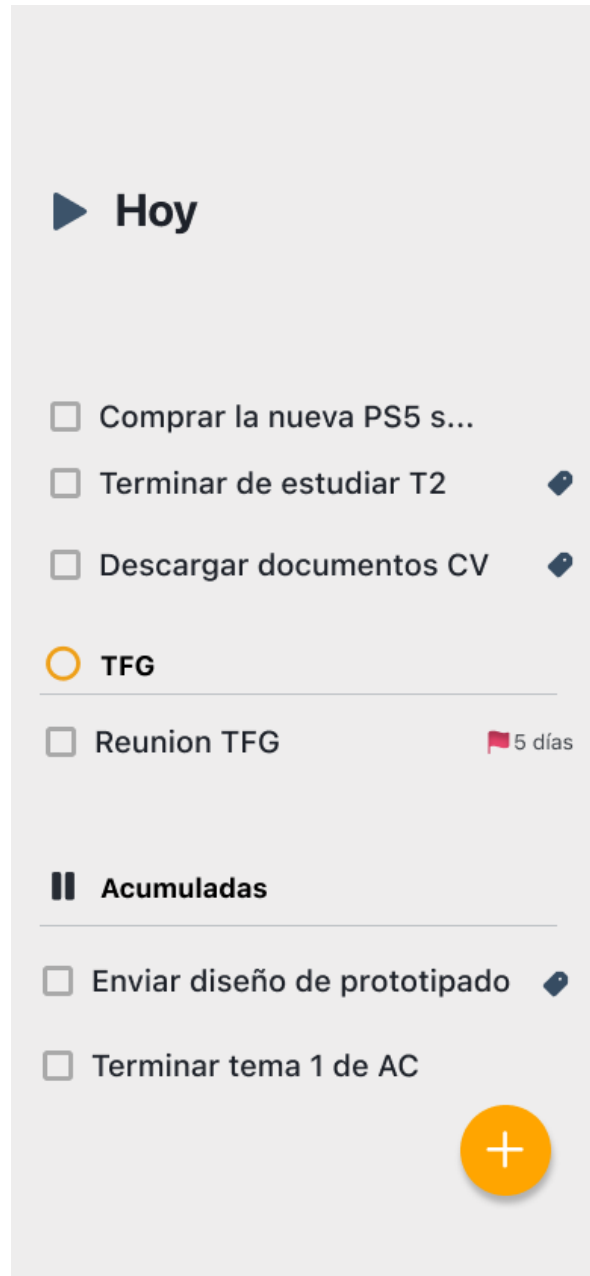 Hoy
Comprar la nueva PS5 s...
Terminar de estudiar T2
Descargar documentos CV
TFG
Reunion TFG 5 días
Acumuladas
Enviar diseño de prototipado
Terminar tema 1 de AC